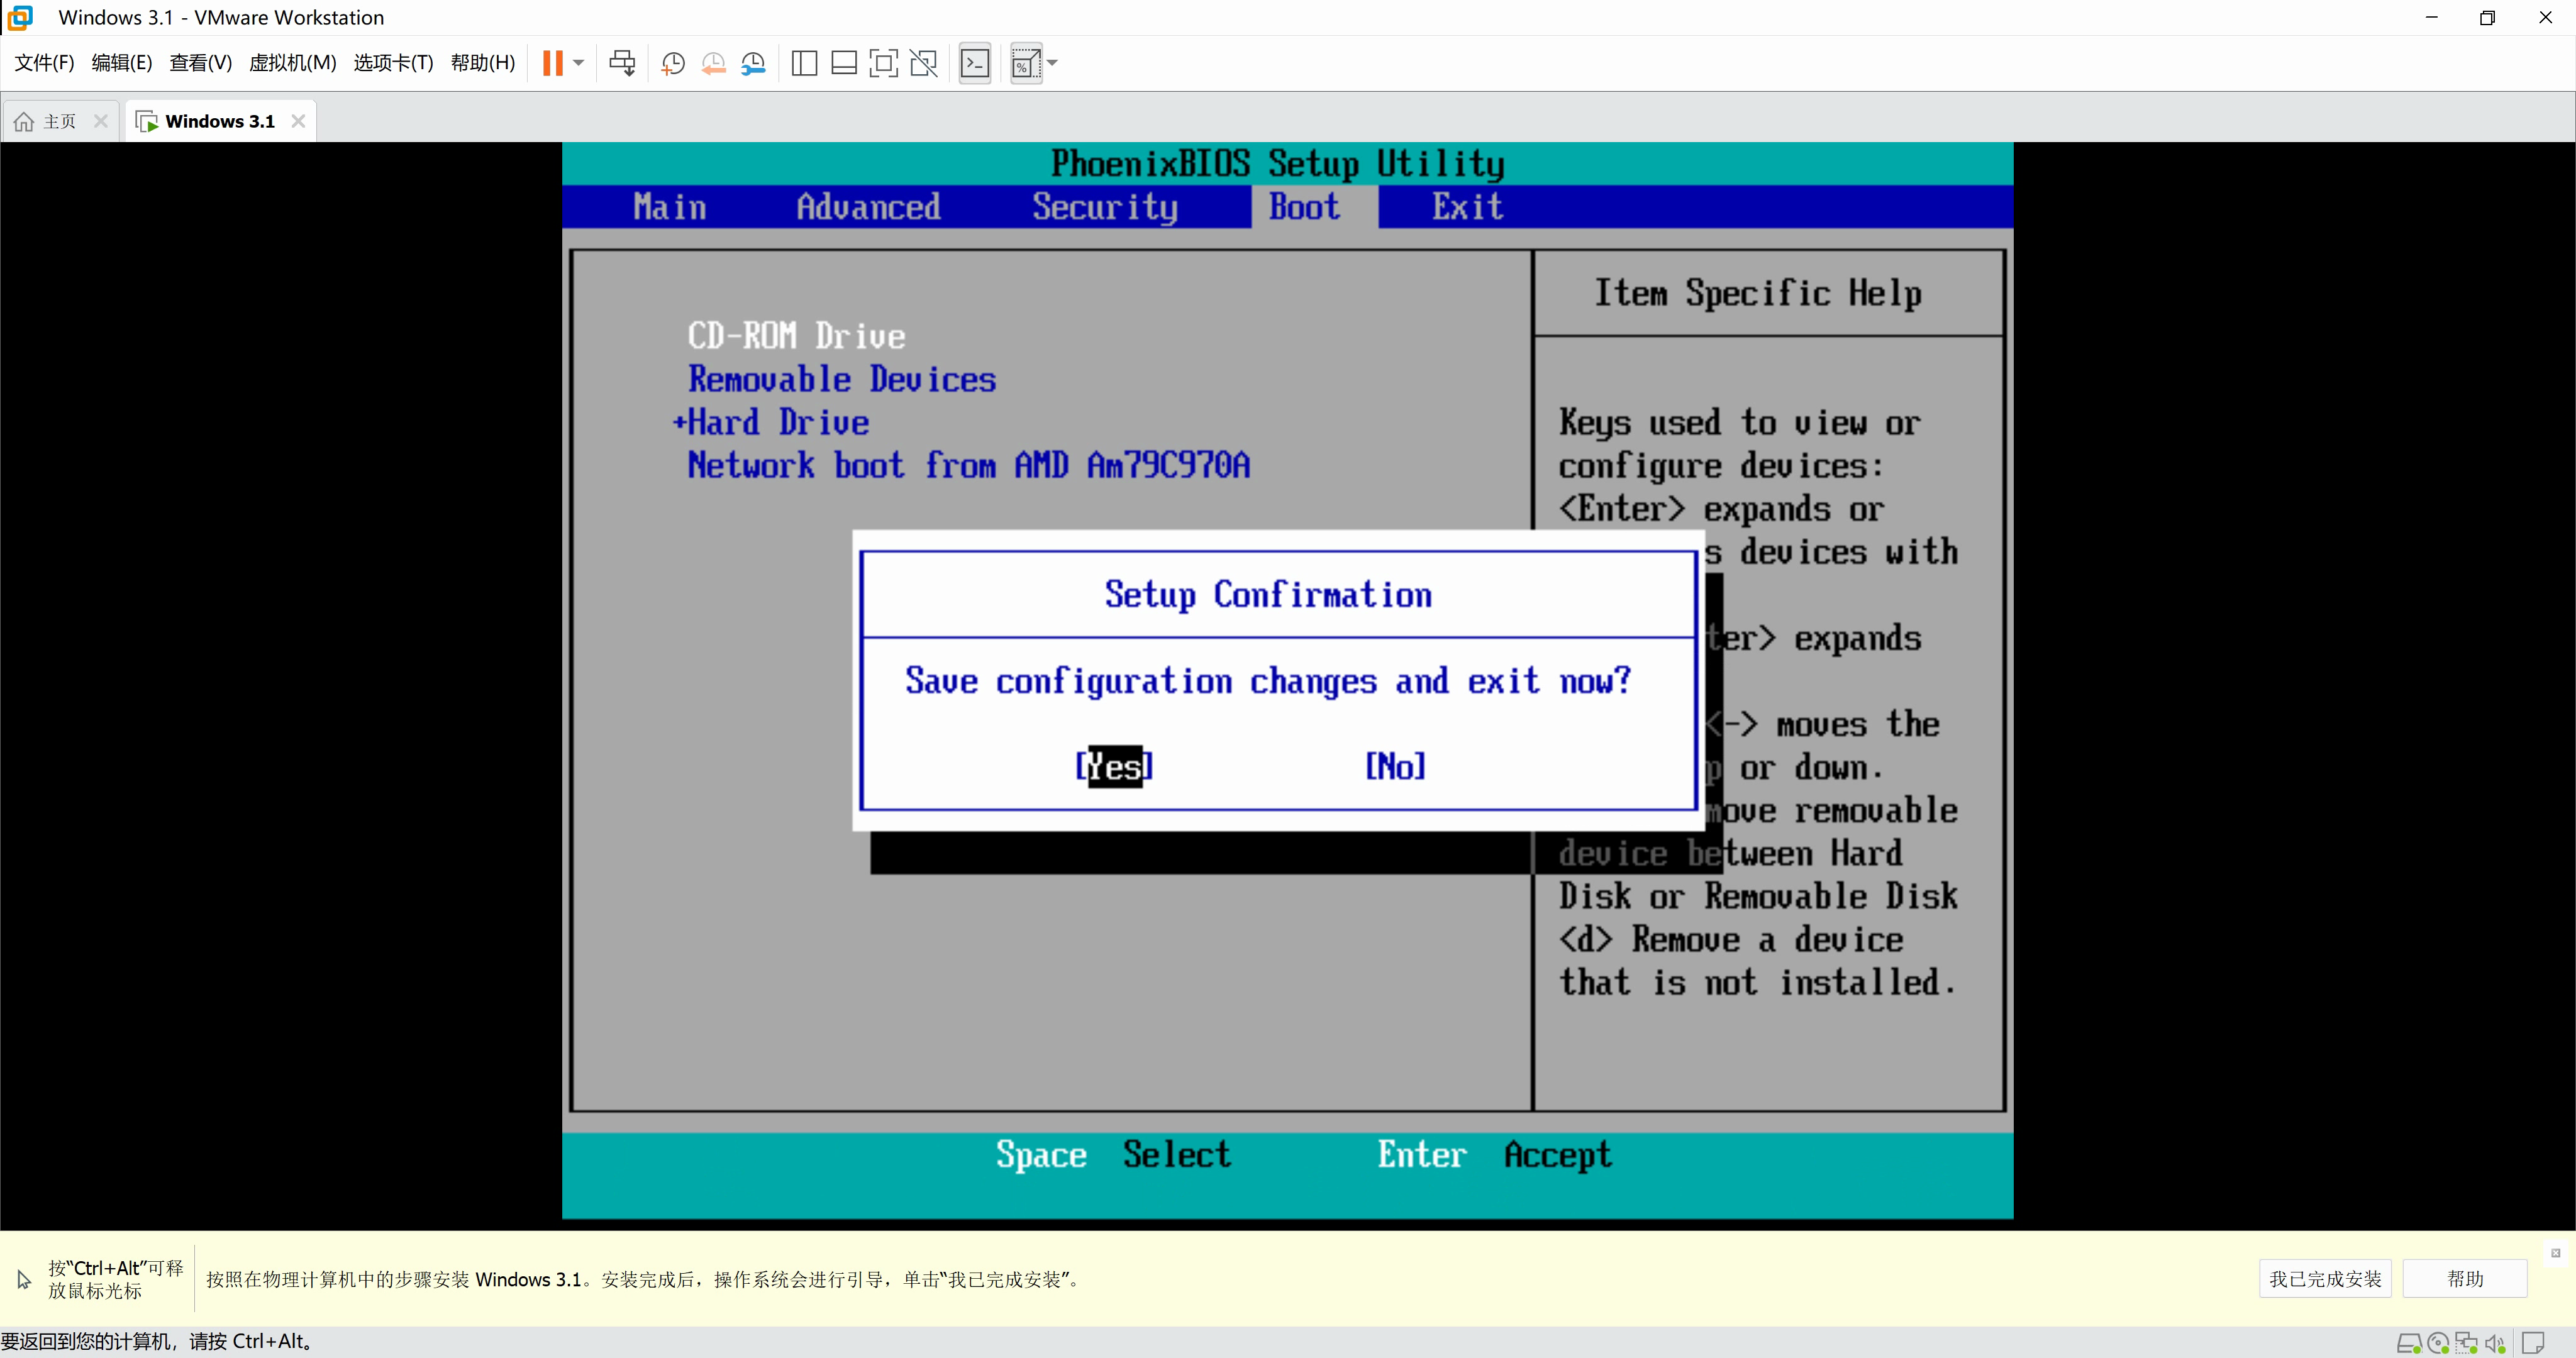 Windows 3.1 - VMware Workstation
文件(F) 编辑(E) 查看(V) 虚拟机(M) 选项卡(T) 帮助(H)
主页 Windows 3.1
PhoenixBIOS Setup Utility
Main Advanced Security Boot Exit
CD-ROM Drive
Removable Devices
+Hard Drive
Network boot from AMD Am79C970A
Item Specific Help
Keys used to view or
configure devices:
<Enter> expands or
s devices with
ter> expands
<-> moves the
p or down.
move removable
device between Hard
Disk or Removable Disk
<d> Remove a device
that is not installed.
Setup Confirmation
Save configuration changes and exit now?
[Yes] [No]
Space Select Enter Accept
按“Ctrl+Alt”可释
放鼠标光标
按照在物理计算机中的步骤安装 Windows 3.1。安装完成后，操作系统会进行引导，单击“我已完成安装”。
我已完成安装 帮助
要返回到您的计算机，请按 Ctrl+Alt。